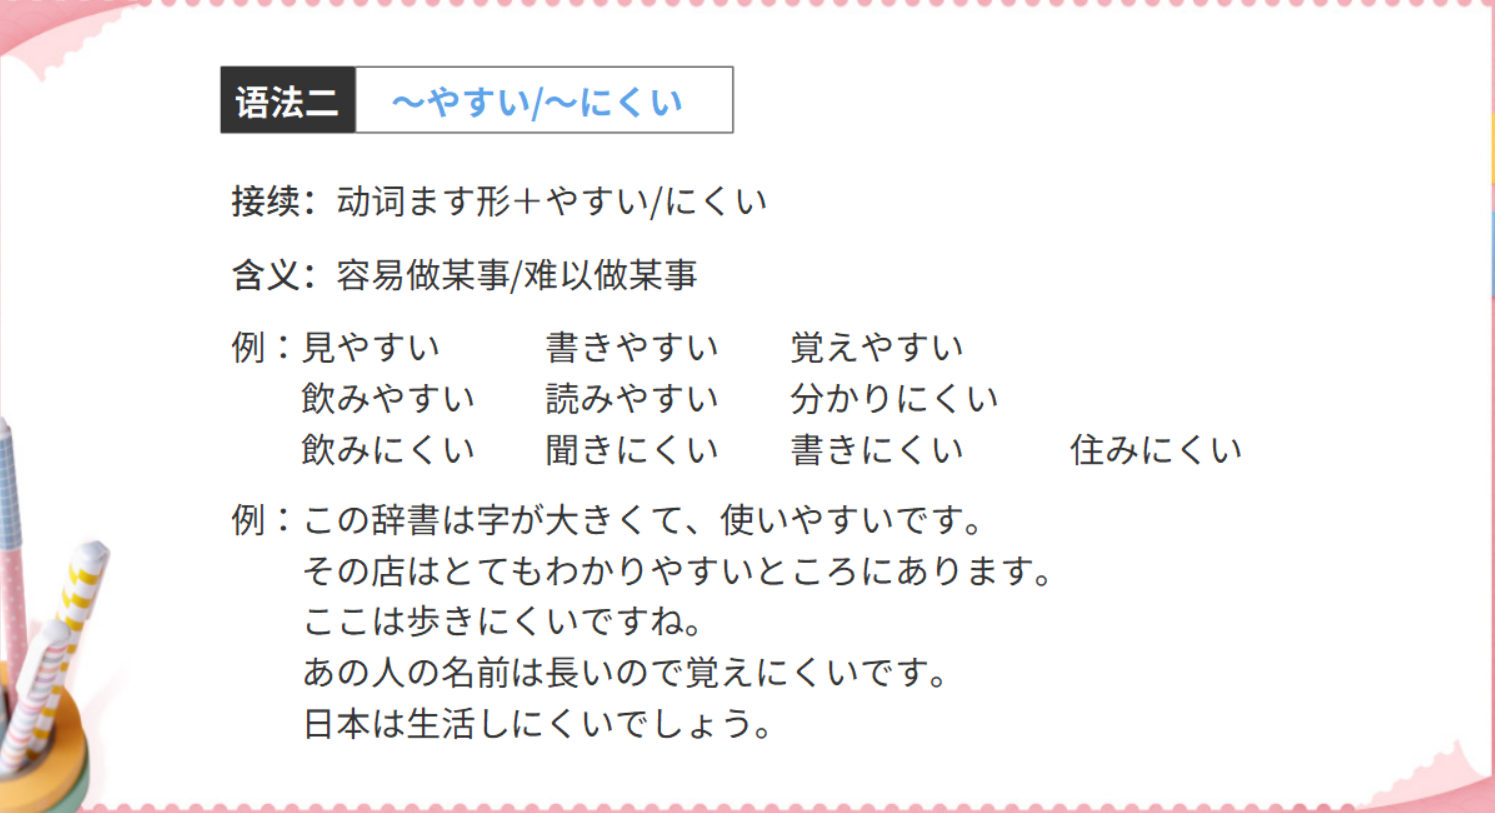 语法二 ～やすい/～にくい
接续：动词ます形＋やすい/にくい
含义：容易做某事/难以做某事
例：見やすい 書きやすい 覚えやすい
飲みやすい 読みやすい 分かりにくい
飲みにくい 聞きにくい 書きにくい 住みにくい
例：この辞書は字が大きくて、使いやすいです。
その店はとてもわかりやすいところにあります。
ここは歩きにくいですね。
あの人の名前は長いので覚えにくいです。
日本は生活しにくいでしょう。